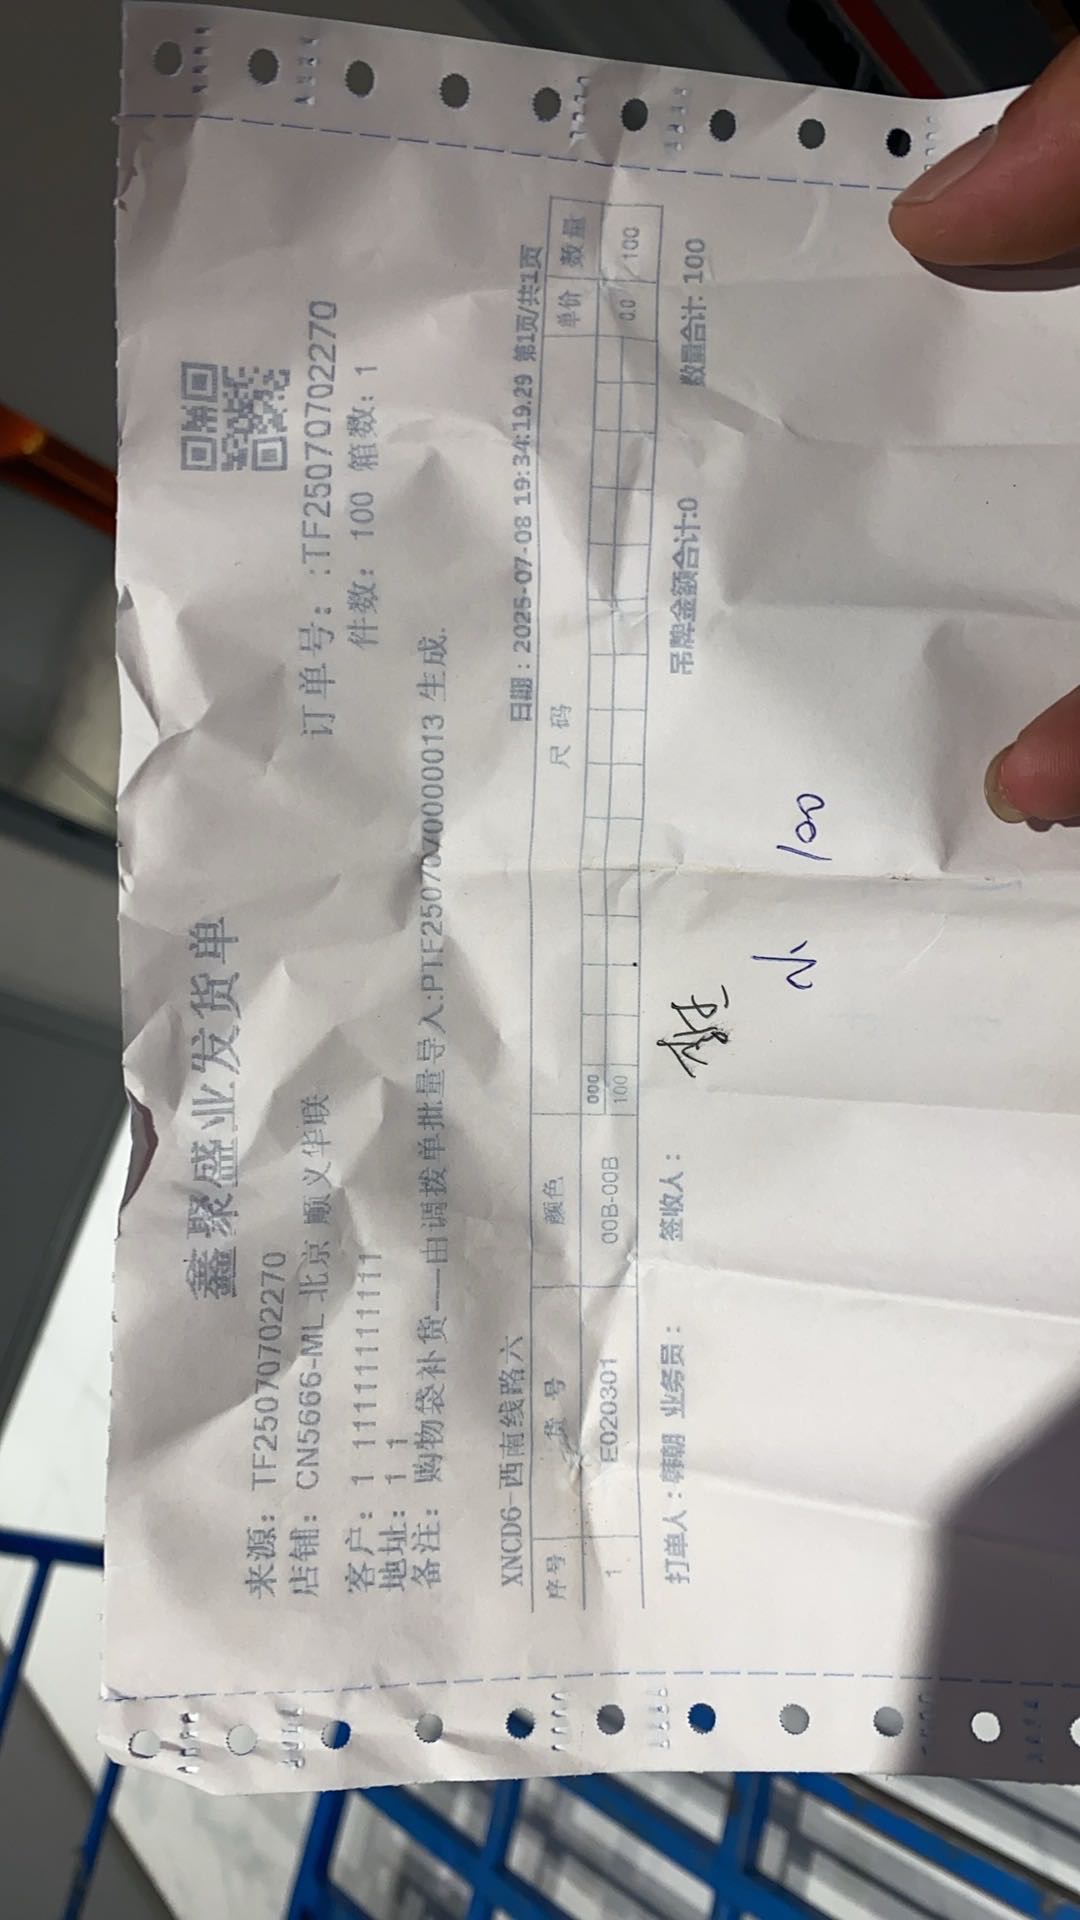 鑫聚盛业发货单
来源：TF25070702270
订单号：:TF25070702270
店铺：CN5666-ML 北京 顺义华联
件数：100 箱数：1
客户：1 11111111111
地址：1 1
备注：购物袋补货----由调拨单批量导入:PTF250707000013 生成.
XNCD6-西南线路六 日期：2025-07-08 19:34:19.29 第1页/共1页
序号 货号 颜色 尺码 单价 数量
000
1 E020301 00B-00B 100 0.0 100
打单人：韩朝 业务员： 签收人： 吊牌金额合计:0 数量合计: 100
小 100